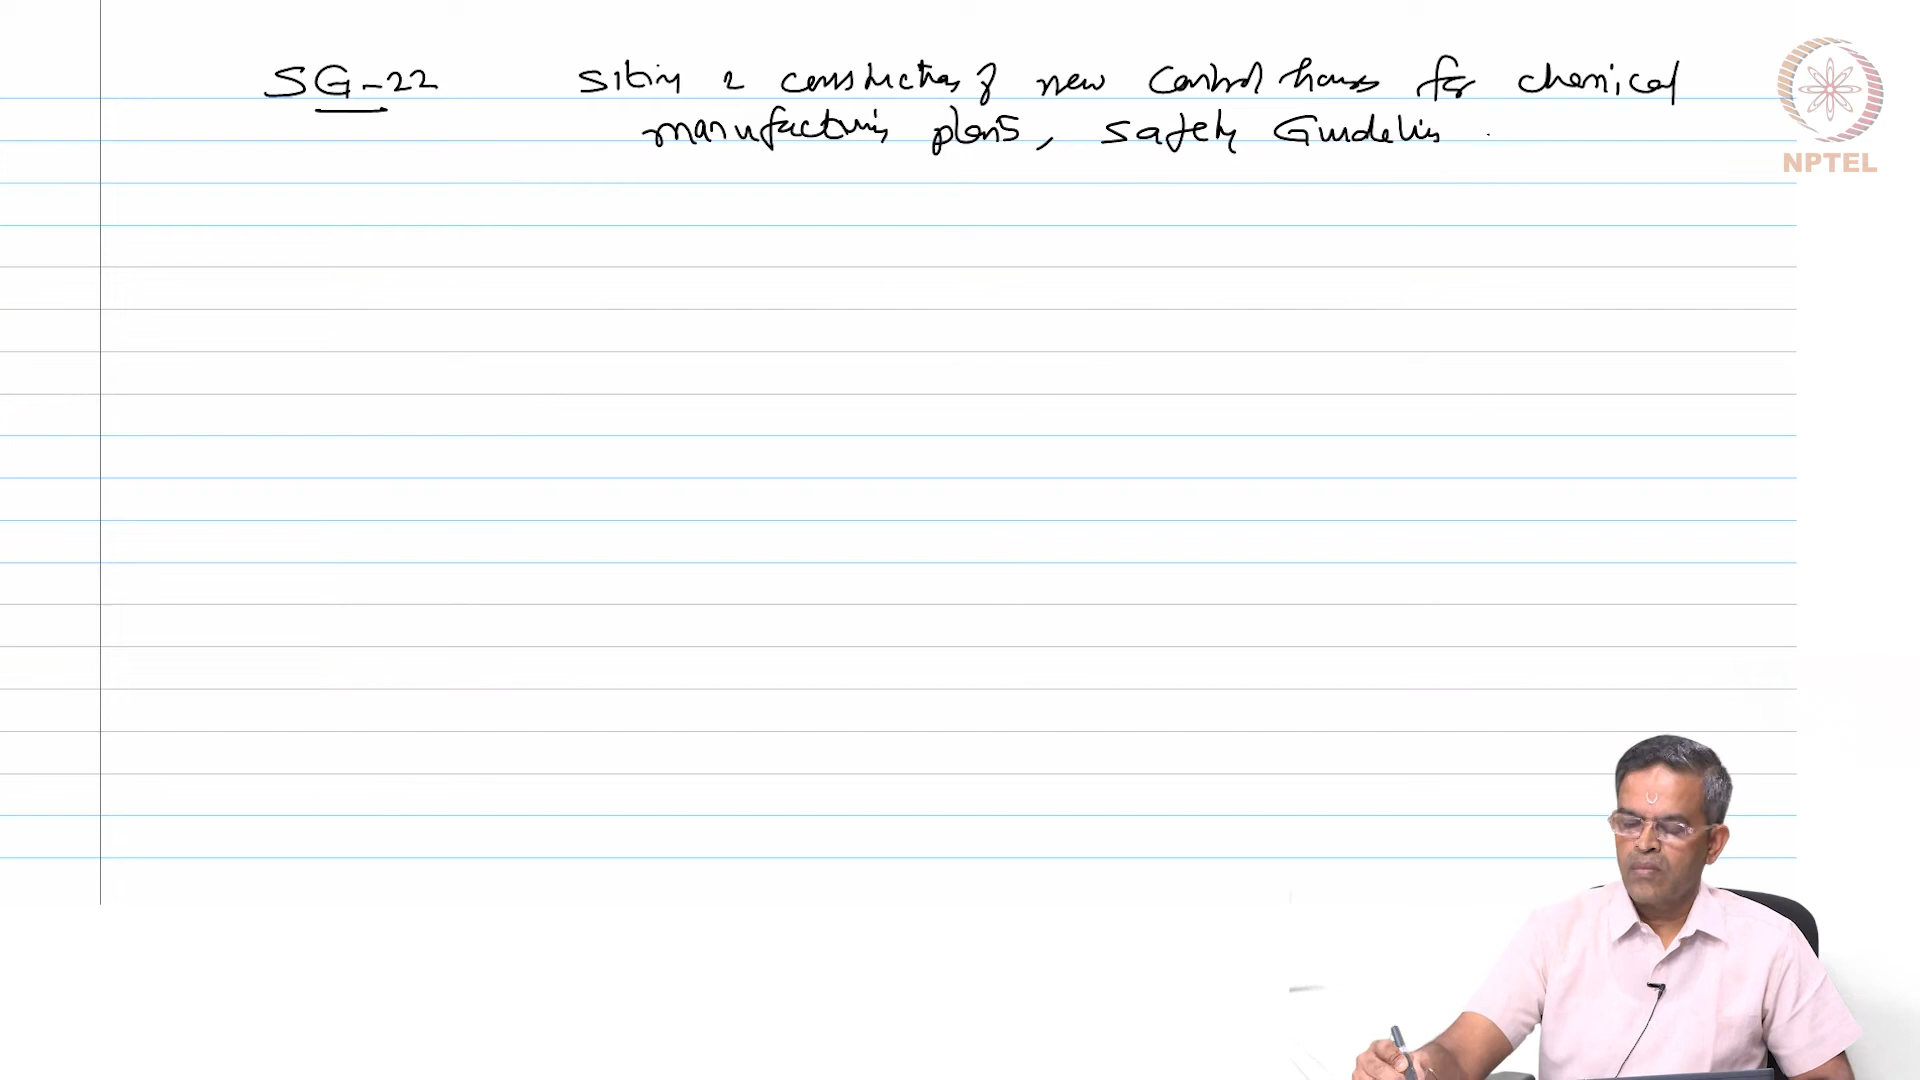 SG-22 Siting & construction of new control houses for chemical
manufacturing plants, Safety Guidelines.
NPTEL